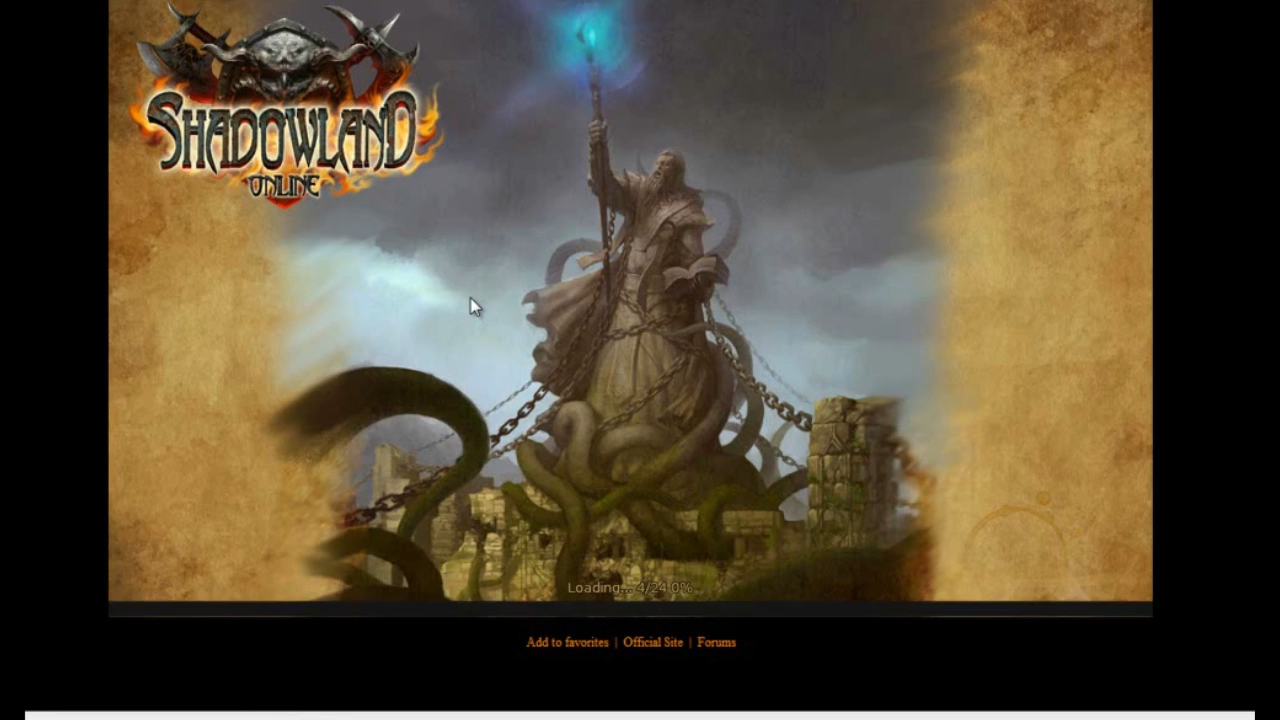 SHADOWLAND
ONLINE
Loading... 4/24 0%
Add to favorites | Official Site | Forums